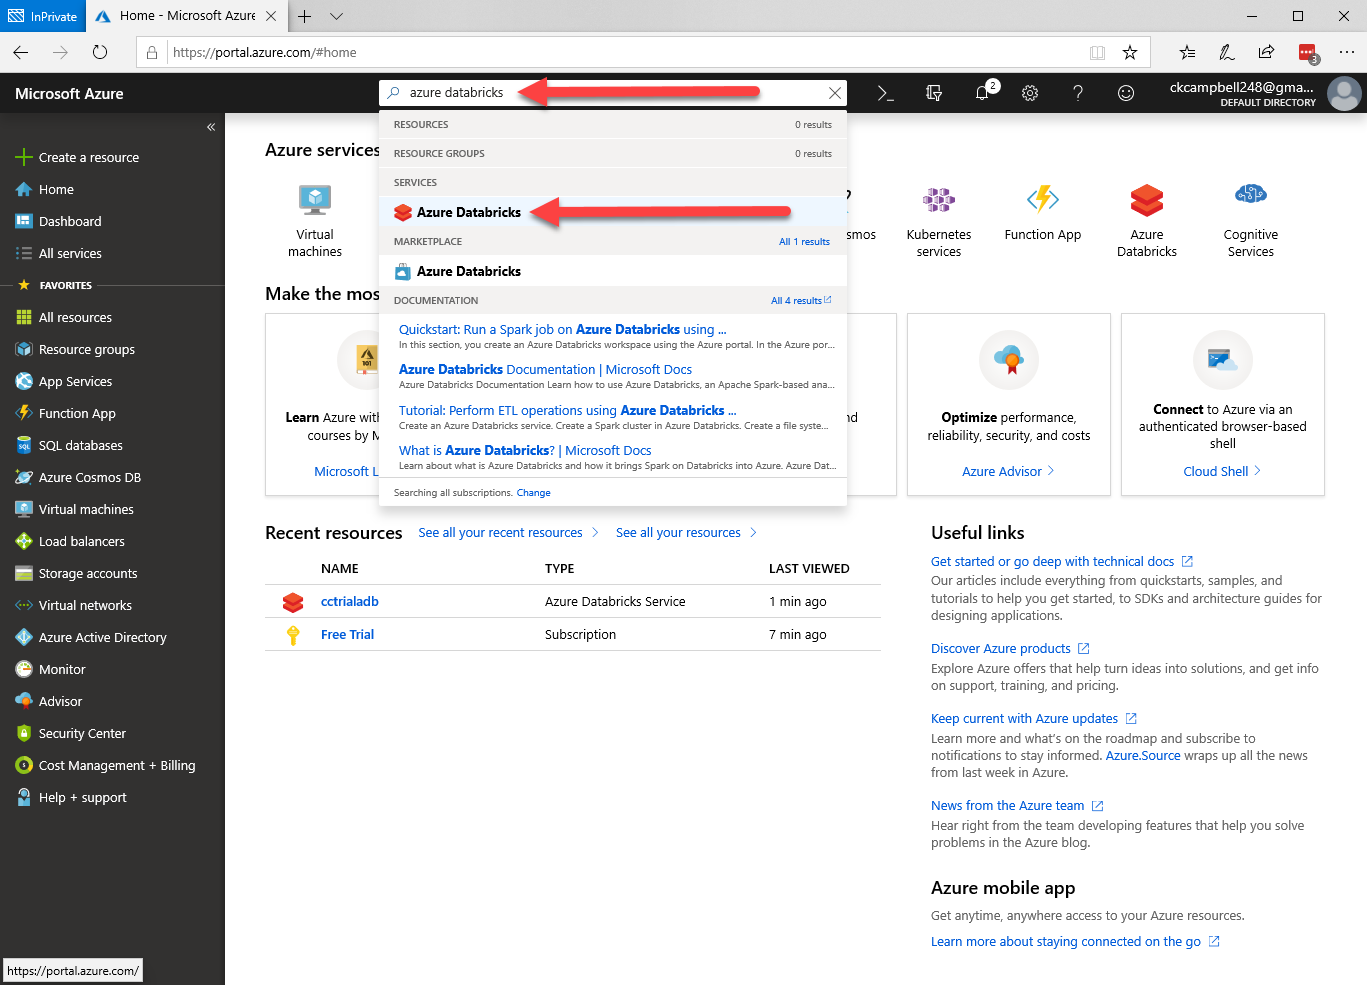 InPrivate
Home - Microsoft Azure
https://portal.azure.com/#home
3
Microsoft Azure
azure databricks
2
ckcampbell248@gma...
DEFAULT DIRECTORY
Create a resource
Home
Dashboard
All services
FAVORITES
All resources
Resource groups
App Services
Function App
SQL databases
Azure Cosmos DB
Virtual machines
Load balancers
Storage accounts
Virtual networks
Azure Active Directory
Monitor
Advisor
Security Center
Cost Management + Billing
Help + support
https://portal.azure.com/
RESOURCES
0 results
RESOURCE GROUPS
0 results
SERVICES
Azure Databricks
MARKETPLACE
All 1 results
Azure Databricks
DOCUMENTATION
All 4 results
Quickstart: Run a Spark job on Azure Databricks using ...
In this section, you create an Azure Databricks workspace using the Azure portal. In the Azure por...
Azure Databricks Documentation | Microsoft Docs
Azure Databricks Documentation Learn how to use Azure Databricks, an Apache Spark-based ana...
Tutorial: Perform ETL operations using Azure Databricks ...
Create an Azure Databricks service. Create a Spark cluster in Azure Databricks. Create a file syste...
What is Azure Databricks? | Microsoft Docs
Learn about what is Azure Databricks and how it brings Spark on Databricks into Azure. Azure Dat...
Searching all subscriptions. Change
Azure services
Virtual
machines
smos
Kubernetes
services
Function App
Azure
Databricks
Cognitive
Services
Make the mos
101
Learn Azure with
courses by M
Microsoft L
nd
Optimize performance,
reliability, security, and costs
Azure Advisor
Connect to Azure via an
authenticated browser-based
shell
Cloud Shell
Recent resources
See all your recent resources
See all your resources
NAME
TYPE
LAST VIEWED
cctrialadb
Azure Databricks Service
1 min ago
Free Trial
Subscription
7 min ago
Useful links
Get started or go deep with technical docs
Our articles include everything from quickstarts, samples, and
tutorials to help you get started, to SDKs and architecture guides for
designing applications.
Discover Azure products
Explore Azure offers that help turn ideas into solutions, and get info
on support, training, and pricing.
Keep current with Azure updates
Learn more and what's on the roadmap and subscribe to
notifications to stay informed. Azure.Source wraps up all the news
from last week in Azure.
News from the Azure team
Hear right from the team developing features that help you solve
problems in the Azure blog.
Azure mobile app
Get anytime, anywhere access to your Azure resources.
Learn more about staying connected on the go